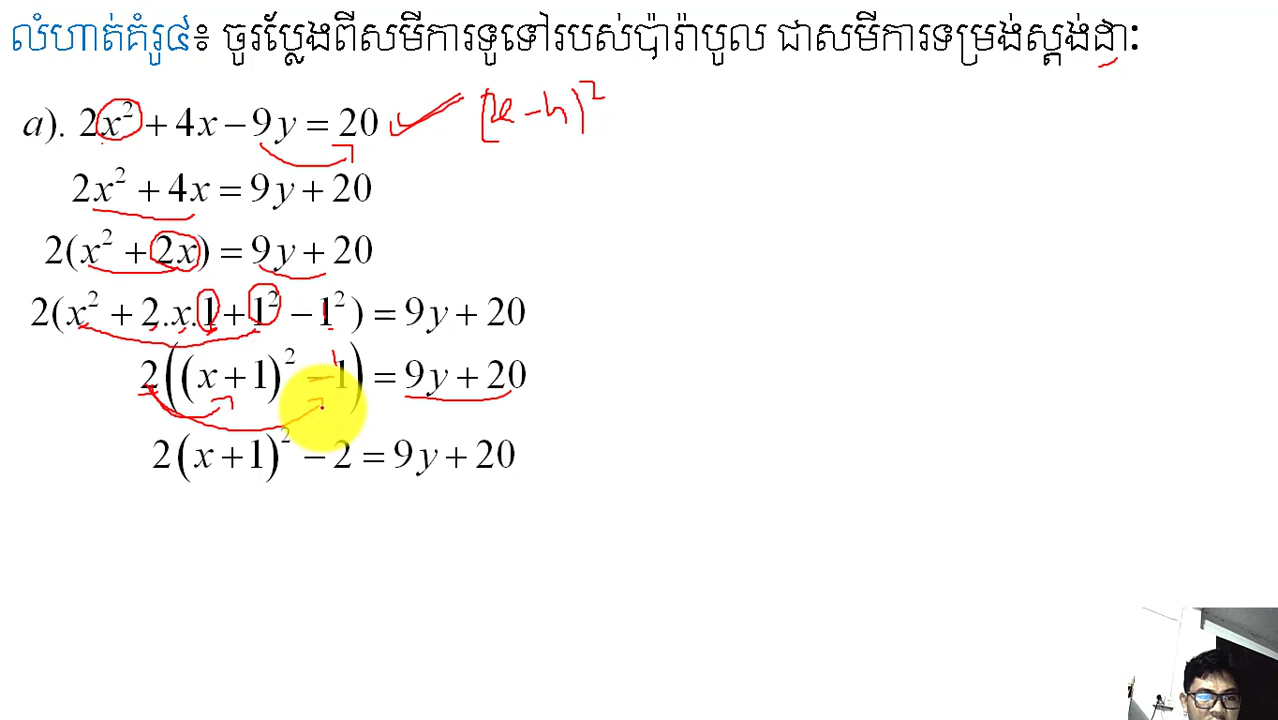 លំហាត់គំរូ៤៖ ចូរប្លែងពីសមីការទូទៅរបស់ប៉ារ៉ាបូល ជាសមីការទម្រង់ស្តង់ដា:
a). 2x² + 4x − 9y = 20 (x − h)²
2x² + 4x = 9y + 20
2(x² + 2x) = 9y + 20
2(x² + 2.x.1 + 1² − 1²) = 9y + 20
2((x + 1)² − 1) = 9y + 20
2(x + 1)² − 2 = 9y + 20